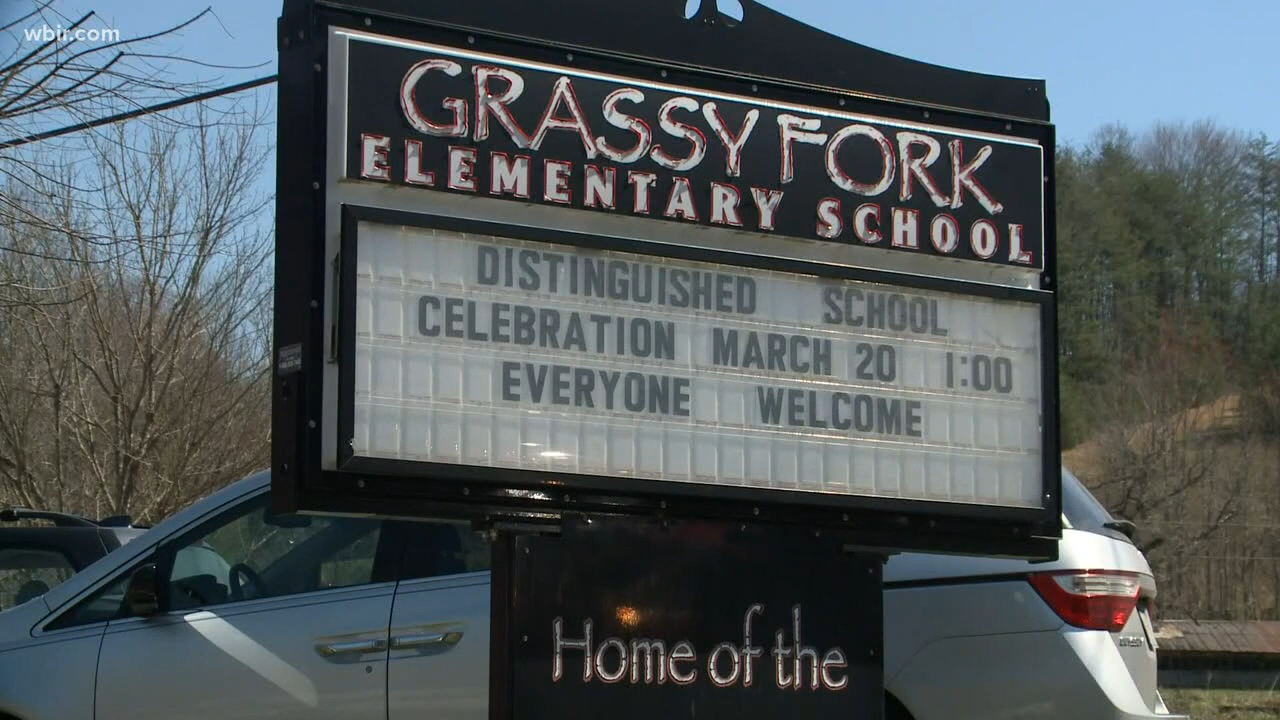 wbir.com
GRASSY FORK
ELEMENTARY SCHOOL
DISTINGUISHED SCHOOL
CELEBRATION MARCH 20 1:00
EVERYONE WELCOME
Home of the